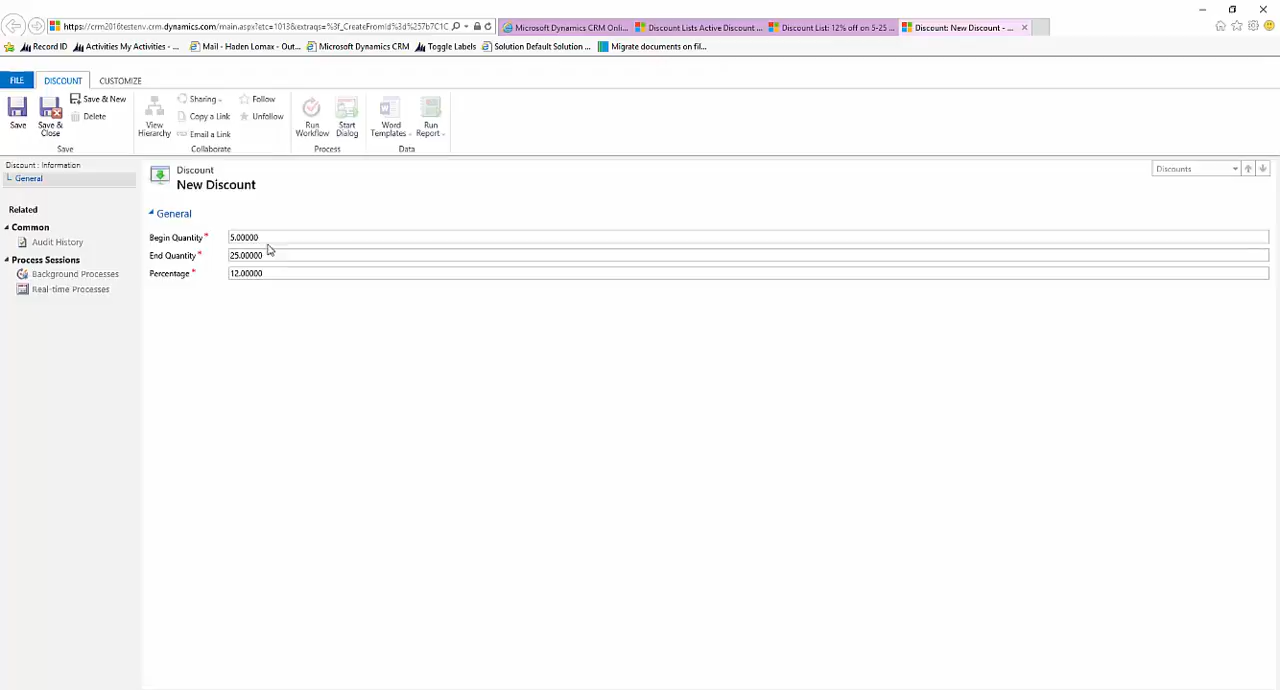 https://crm2016testenv.crm.dynamics.com/main.aspx?etc=1013&extraqs=%3f_CreateFromId%3d%257b7C1C
Microsoft Dynamics CRM Onli...
Discount Lists Active Discount ...
Discount List: 12% off on 5-25 ...
Discount: New Discount - ...
Record ID
Activities My Activities - ...
Mail - Haden Lomax - Out...
Microsoft Dynamics CRM
Toggle Labels
Solution Default Solution ...
Migrate documents on fil...
FILE
DISCOUNT
CUSTOMIZE
Save
Save & Close
Save & New
Delete
Save
View Hierarchy
Sharing
Copy a Link
Email a Link
Follow
Unfollow
Collaborate
Run Workflow
Start Dialog
Process
Word Templates
Run Report
Data
Discount : Information
General
Related
Common
Audit History
Process Sessions
Background Processes
Real-time Processes
Discount
New Discount
Discounts
General
Begin Quantity * 5.00000
End Quantity * 25.00000
Percentage * 12.00000